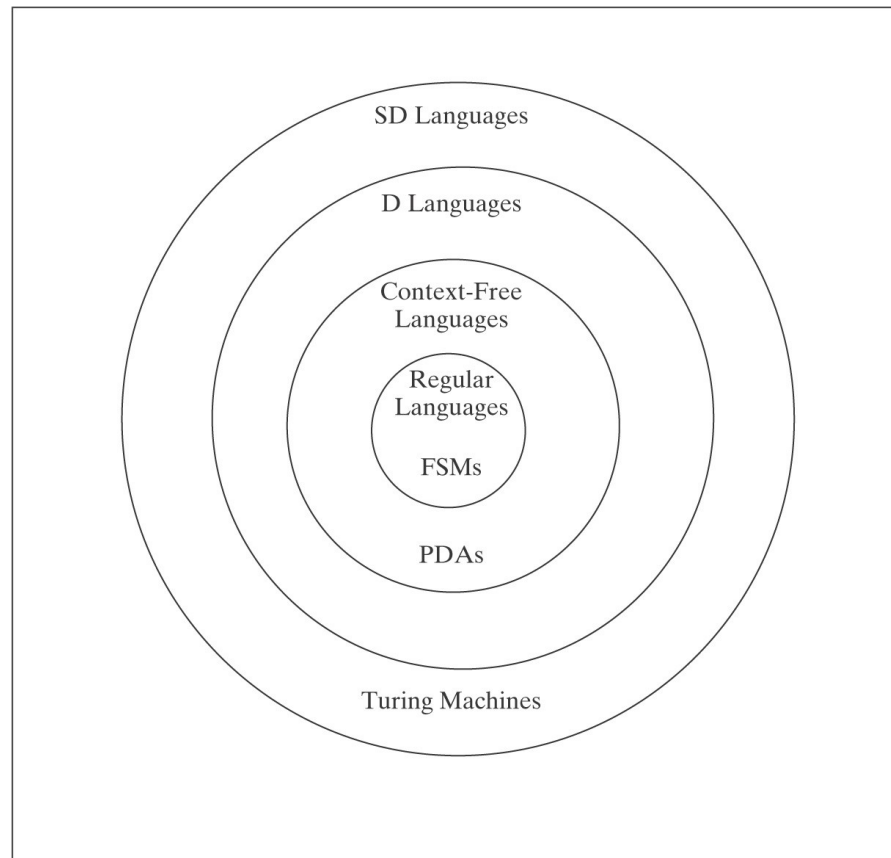 SD Languages
D Languages
Context-Free
Languages
Regular
Languages
FSMs
PDAs
Turing Machines